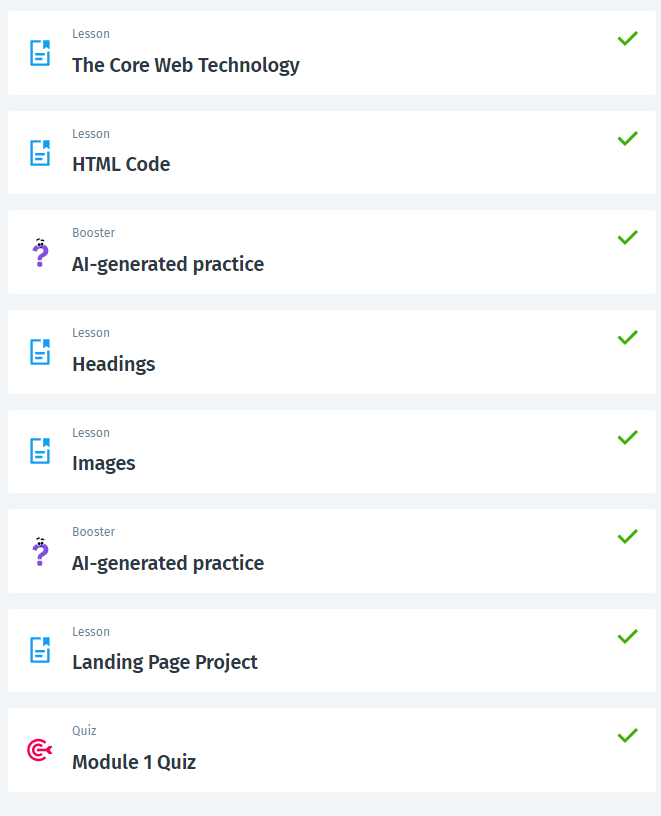 Lesson
The Core Web Technology
Lesson
HTML Code
Booster
AI-generated practice
Lesson
Headings
Lesson
Images
Booster
AI-generated practice
Lesson
Landing Page Project
Quiz
Module 1 Quiz